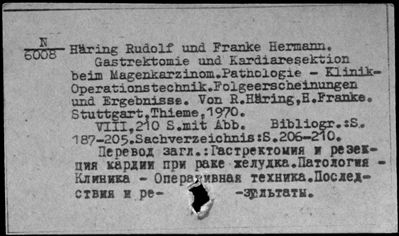 N
6008
Häring Rudolf und Franke Hermann.
Gastrektomie und Kardiaresektion
beim Magenkarzinom.Pathologie - Klinik-
Operationstechnik.Folgeerscheinungen
und Ergebnisse. Von R.Häring,H.Franke.
Stuttgart,Thieme,1970.
VIII,210 S.mit Abb. Bibliogr.:S.
187-205.Sachverzeichnis:S.206-210.
Перевод загл.:Гастректомия и резек-
ция кардии при раке желудка.Патология -
Клиника - Оперативная техника.Послед-
ствия и ре- -зультаты.